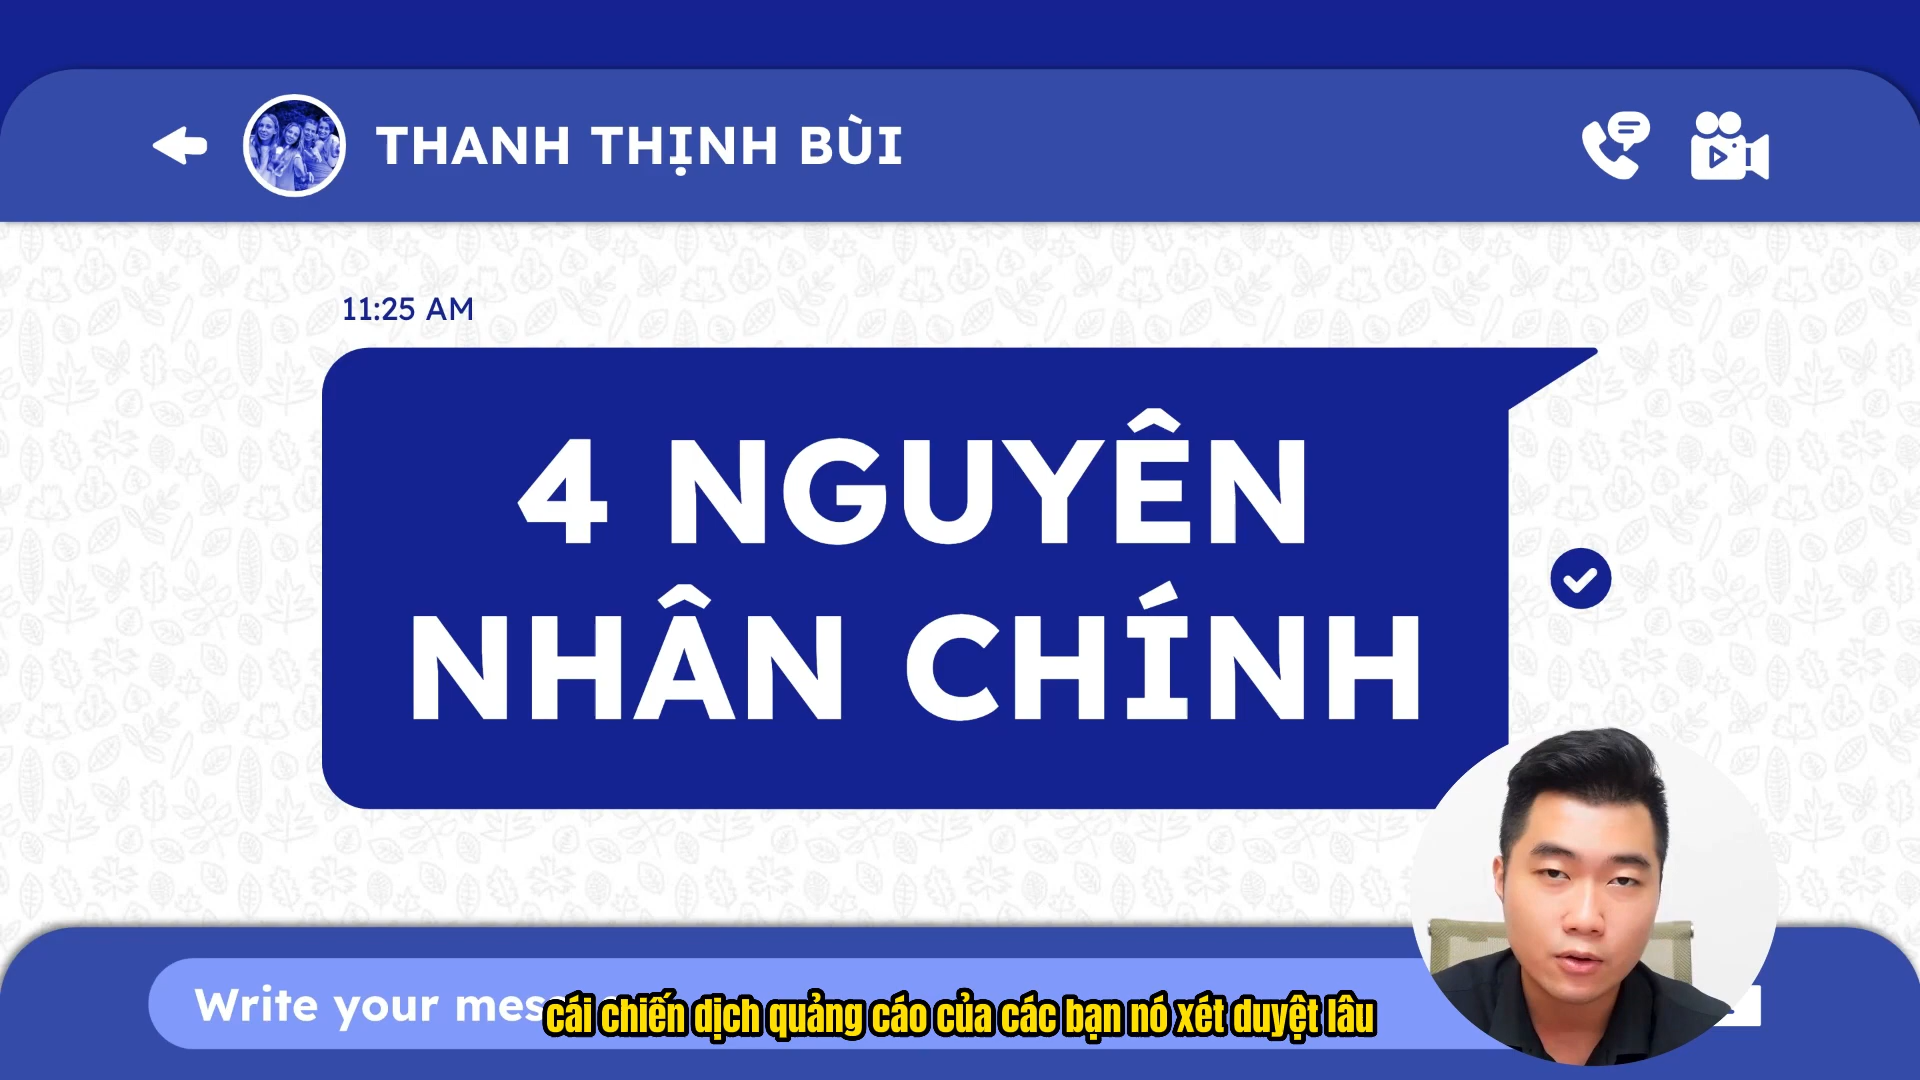 THANH THỊNH BÙI
11:25 AM
4 NGUYÊN
NHÂN CHÍNH
Write your
cái chiến dịch quảng cáo của các bạn nó xét duyệt lâu